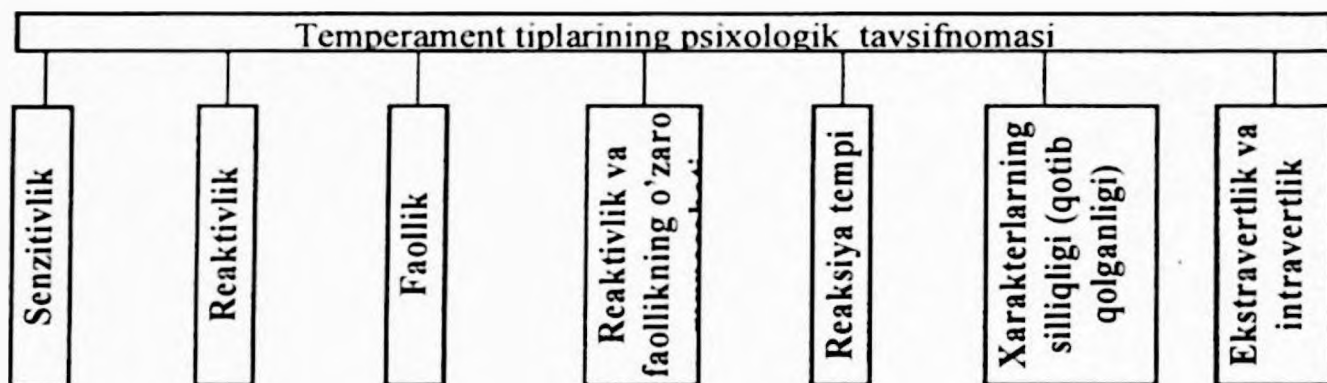 Temperament tiplarining psixologik tavsifnomasi
Senzitivlik
Reaktivlik
Faollik
Reaktivlik va
faollikning o'zaro
Reaksiya tempi
Xarakterlarning
silliqligi (qotib
qolganligi)
Ekstravertlik va
intravertlik